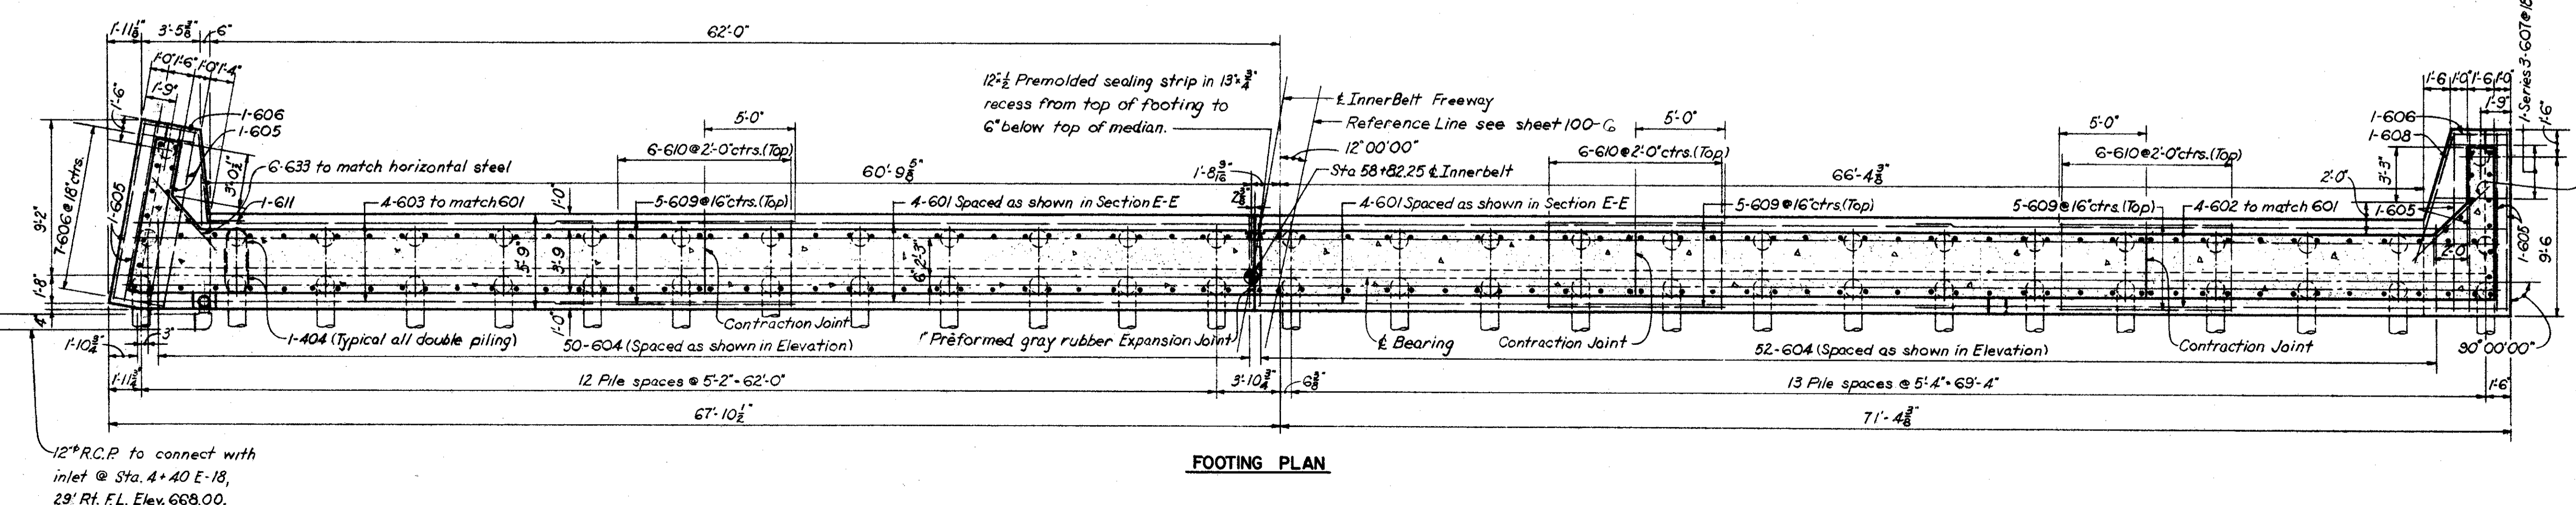 1'-11⅛"
3'-5⅜"
6"
62'-0"
1'-0"
1'-6"
1'-0"
1'-4"
1'-9"
1'-6"
1-606
1-605
3'-0½"
6-633 to match horizontal steel
1-611
1-605
7-606@18"ctrs.
9'-2"
1'-8"
4"
5'-0"
6-610@2'-0"ctrs.(Top)
12"x½ Premolded sealing strip in 13"x¾"
recess from top of footing to
6" below top of median.
℄ InnerBelt Freeway
Reference Line see sheet 100-G
12°00'00"
Sta 58+82.25 ℄ Innerbelt
60'-9⅝"
1'-8 9/16"
2⅜"
4-603 to match 601
1'-0"
5-609@16"ctrs.(Top)
4-601 Spaced as shown in Section E-E
5'-9"
3'-9"
6"
2'-3"
1'-0"
5'-0"
6-610@2'-0"ctrs.(Top)
66'-4⅜"
4-601 Spaced as shown in Section E-E
5-609@16"ctrs.(Top)
5'-0"
6-610@2'-0"ctrs.(Top)
5-609@16"ctrs.(Top)
4-602 to match 601
1'-6
1'-0"
1'-6
1'-0"
1'-9"
1-Series 3-607@18
1'-6"
1-606
1-608
3'-3"
2'-0"
1-605
2'-0"
1-605
9'-6
90°00'00"
3"
1'-10¾"
1-404 (Typical all double piling)
Contraction Joint
50-604 (Spaced as shown in Elevation)
1" Preformed gray rubber Expansion Joint
℄ Bearing
Contraction Joint
52-604 (Spaced as shown in Elevation)
Contraction Joint
12 Pile spaces @ 5'-2" = 62'-0"
3'-10¾"
6⅜"
13 Pile spaces @ 5'-4" = 69'-4"
1'-6"
67'-10½"
71'-4⅜"
12"ᶲ R.C.P. to connect with
inlet @ Sta. 4+40 E-18,
29' Rt. F.L. Elev. 668.00.
FOOTING PLAN